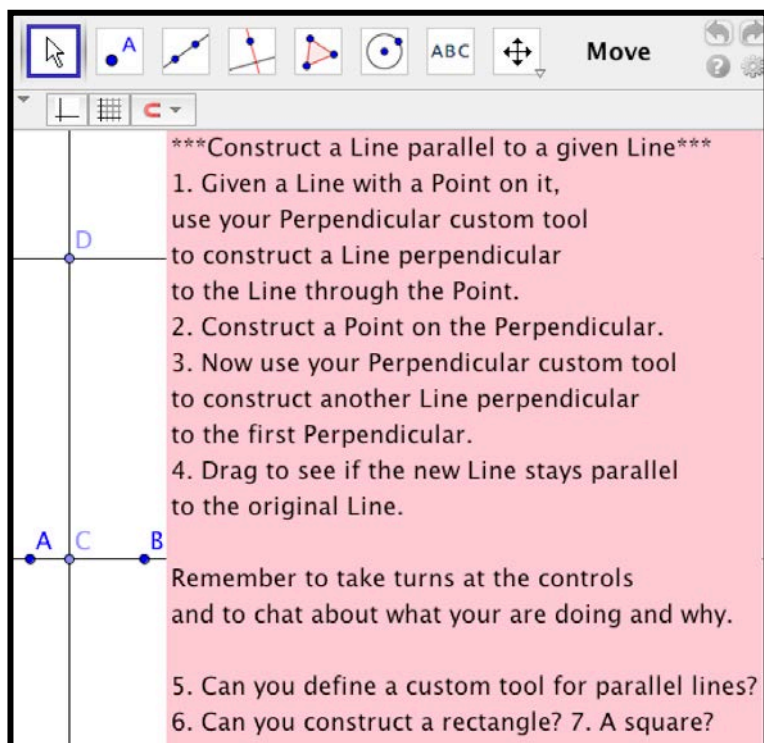 A
ABC
Move
***Construct a Line parallel to a given Line***
1. Given a Line with a Point on it,
use your Perpendicular custom tool
to construct a Line perpendicular
to the Line through the Point.
2. Construct a Point on the Perpendicular.
3. Now use your Perpendicular custom tool
to construct another Line perpendicular
to the first Perpendicular.
4. Drag to see if the new Line stays parallel
to the original Line.
Remember to take turns at the controls
and to chat about what your are doing and why.
5. Can you define a custom tool for parallel lines?
6. Can you construct a rectangle? 7. A square?
D
A C B